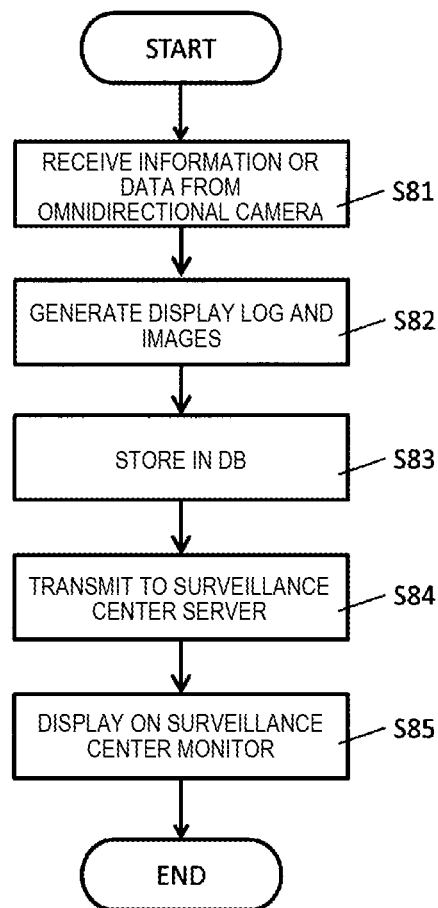 START
RECEIVE INFORMATION OR
DATA FROM
OMNIDIRECTIONAL CAMERA
S81
GENERATE DISPLAY LOG AND
IMAGES
S82
STORE IN DB
S83
TRANSMIT TO SURVEILLANCE
CENTER SERVER
S84
DISPLAY ON SURVEILLANCE
CENTER MONITOR
S85
END